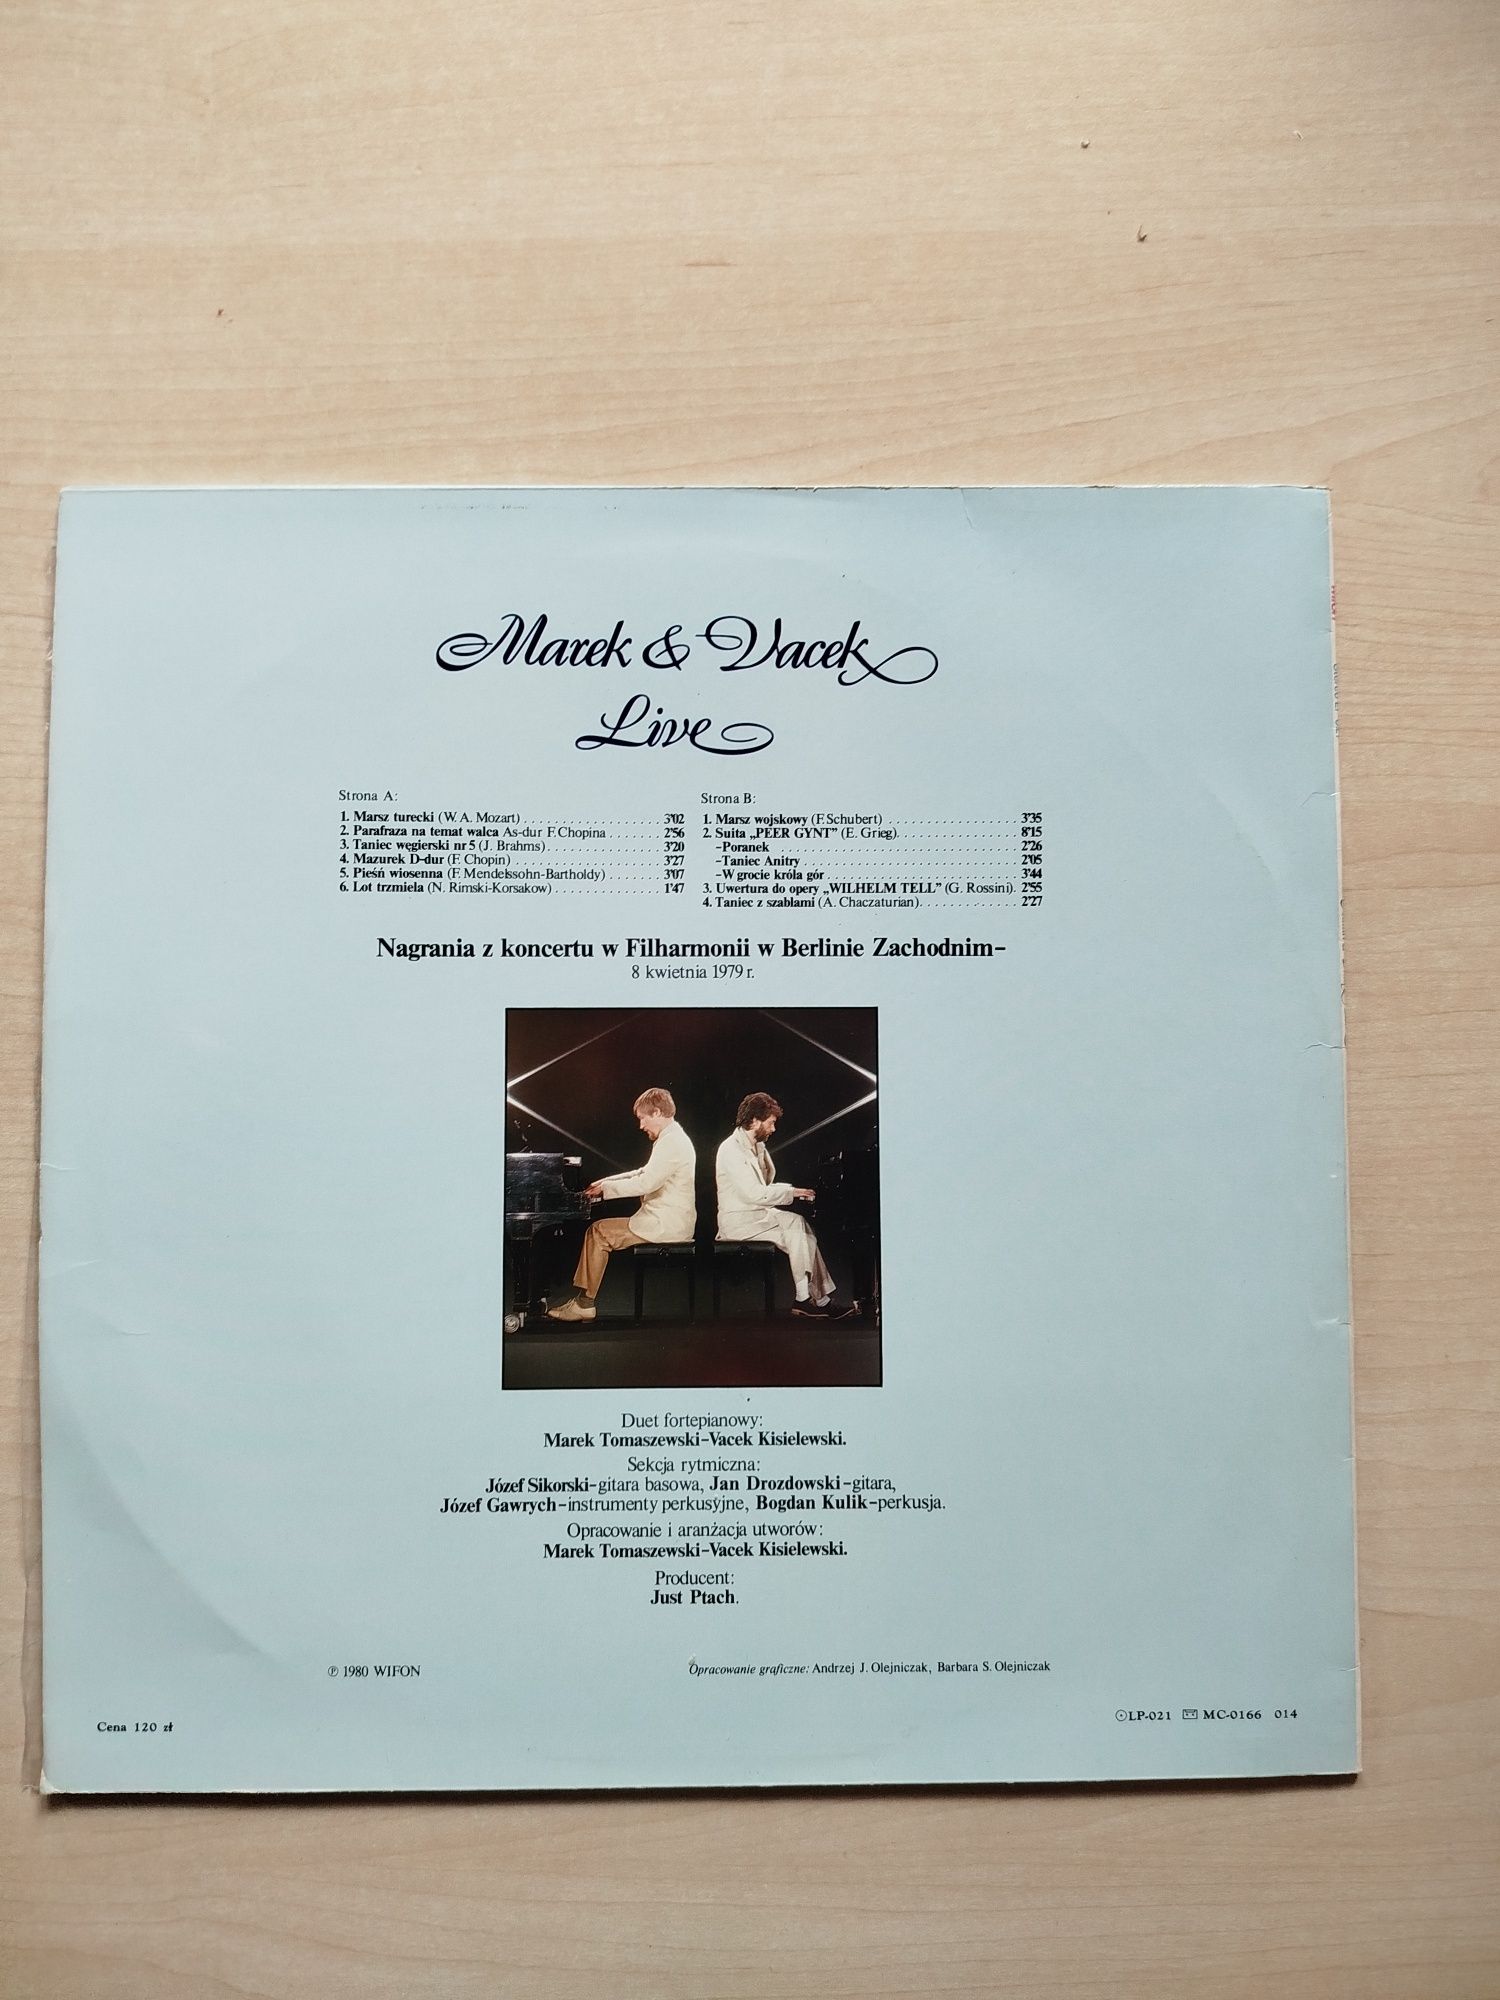 Marek & Vacek
Live
Strona A:
1. Marsz turecki (W. A. Mozart) . . . . . . . . . . . . . . . . . . 3'02
2. Parafraza na temat walca As-dur F. Chopina . . . . . . . 2'56
3. Taniec węgierski nr 5 (J. Brahms) . . . . . . . . . . . . . . . 3'20
4. Mazurek D-dur (F. Chopin) . . . . . . . . . . . . . . . . . . . 3'27
5. Pieśń wiosenna (F. Mendelssohn-Bartholdy) . . . . . . . 3'07
6. Lot trzmiela (N. Rimski-Korsakow) . . . . . . . . . . . . . 1'47
Strona B:
1. Marsz wojskowy (F. Schubert) . . . . . . . . . . . . . . . . . 3'35
2. Suita „PEER GYNT” (E. Grieg). . . . . . . . . . . . . . . . 8'15
-Poranek . . . . . . . . . . . . . . . . . . . . . . . . . . . . . . 2'26
-Taniec Anitry . . . . . . . . . . . . . . . . . . . . . . . . . . . 2'05
-W grocie króla gór . . . . . . . . . . . . . . . . . . . . . . . . 3'44
3. Uwertura do opery „WILHELM TELL” (G. Rossini). 2'55
4. Taniec z szablami (A. Chaczaturian). . . . . . . . . . . . . 2'27
Nagrania z koncertu w Filharmonii w Berlinie Zachodnim-
8 kwietnia 1979 r.
Duet fortepianowy:
Marek Tomaszewski-Vacek Kisielewski.
Sekcja rytmiczna:
Józef Sikorski-gitara basowa, Jan Drozdowski-gitara,
Józef Gawrych-instrumenty perkusyjne, Bogdan Kulik-perkusja.
Opracowanie i aranżacja utworów:
Marek Tomaszewski-Vacek Kisielewski.
Producent:
Just Ptach.
℗ 1980 WIFON
Opracowanie graficzne: Andrzej J. Olejniczak, Barbara S. Olejniczak
Cena 120 zł
LP-021 MC-0166 014